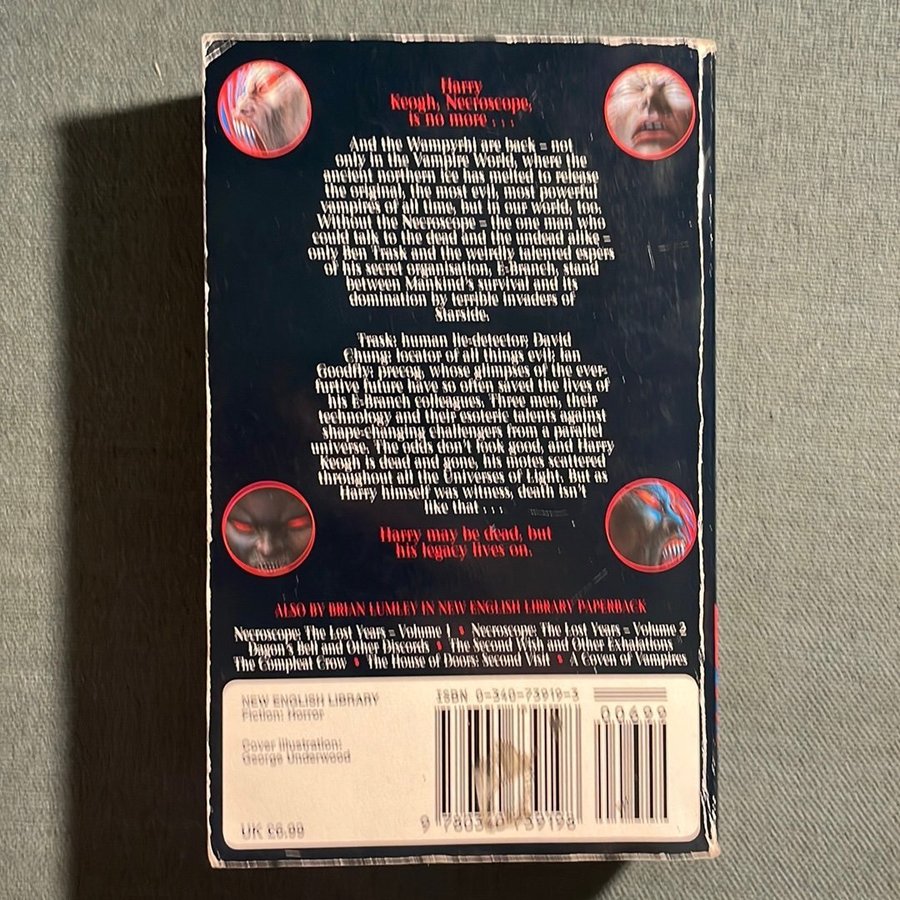 Harry
Keogh, Necroscope,
is no more . . .
And the Wamphyri are back – not
only in the Vampire World, where the
ancient northern ice has melted to release
the original, the most evil, most powerful
vampires of all time, but in our world, too.
Without the Necroscope – the one man who
could talk to the dead and the undead alike –
only Ben Trask and the weirdly talented espers
of his secret organisation, E-Branch, stand
between Mankind's survival and its
domination by terrible invaders of
Starside.
Trask: human lie-detector; David
Chung: locator of all things evil; Ian
Goodly: precog, whose glimpses of the ever-
furtive future have so often saved the lives of
his E-Branch colleagues. Three men, their
technology and their esoteric talents against
shape-changing challengers from a parallel
universe. The odds don't look good, and Harry
Keogh is dead and gone, his motes scattered
throughout all the Universes of Light. But as
Harry himself was witness, death isn't
like that . . .
Harry may be dead, but
his legacy lives on.
ALSO BY BRIAN LUMLEY IN NEW ENGLISH LIBRARY PAPERBACK
Necroscope: The Lost Years – Volume 1 • Necroscope: The Lost Years – Volume 2
Dagon's Bell and Other Discords • The Second Wish and Other Exhalations
The Compleat Crow • The House of Doors: Second Visit • A Coven of Vampires
NEW ENGLISH LIBRARY
Fiction: Horror
Cover illustration:
George Underwood
UK £6.99
ISBN 0-340-73919-3
00699
9 780340 739198